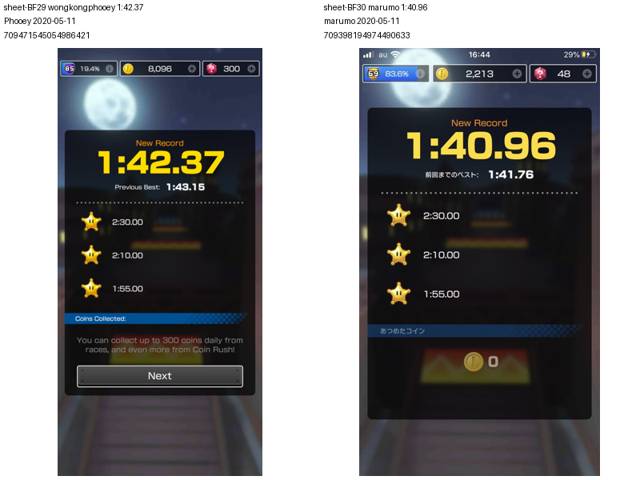 sheet-BF29 wongkongphooey 1:42.37
Phooey 2020-05-11
709471545054986421
85 19.4% 8,096 300
New Record
1:42.37
Previous Best: 1:43.15
2:30.00
2:10.00
1:55.00
Coins Collected:
You can collect up to 300 coins daily from
races, and even more from Coin Rush!
Next
sheet-BF30 marumo 1:40.96
marumo 2020-05-11
709398194974490633
au 16:44 29%
83.6% 2,213 48
New Record
1:40.96
前回までのベスト: 1:41.76
2:30.00
2:10.00
1:55.00
あつめたコイン
0